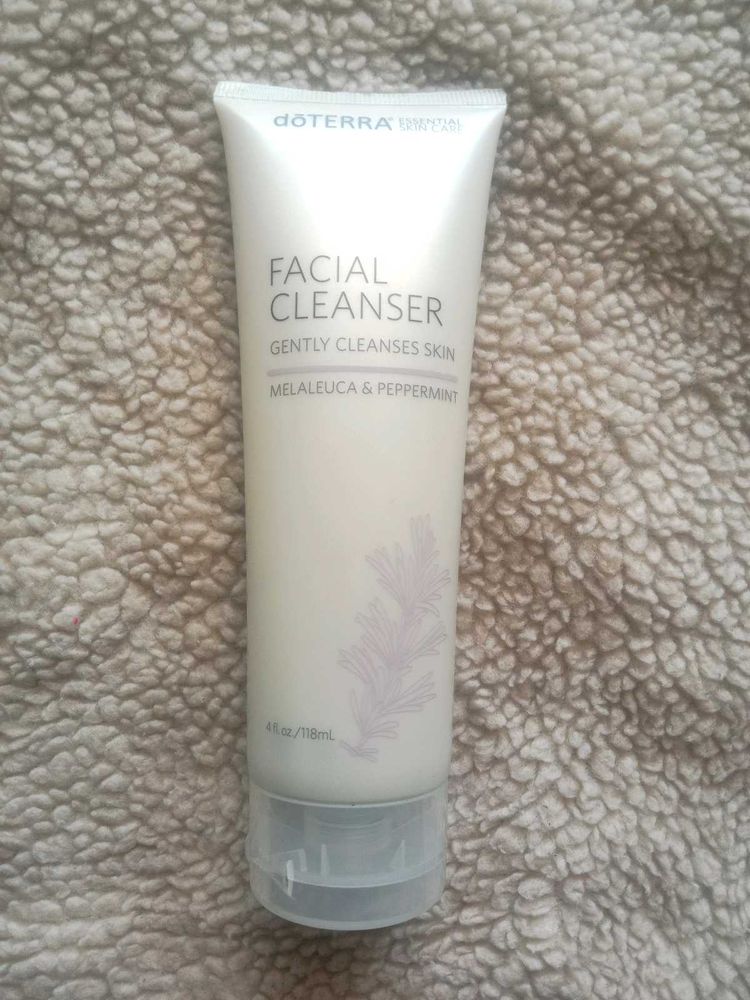 dōTERRA® ESSENTIAL
SKIN CARE
FACIAL
CLEANSER
GENTLY CLEANSES SKIN
MELALEUCA & PEPPERMINT
4 fl. oz./118mL